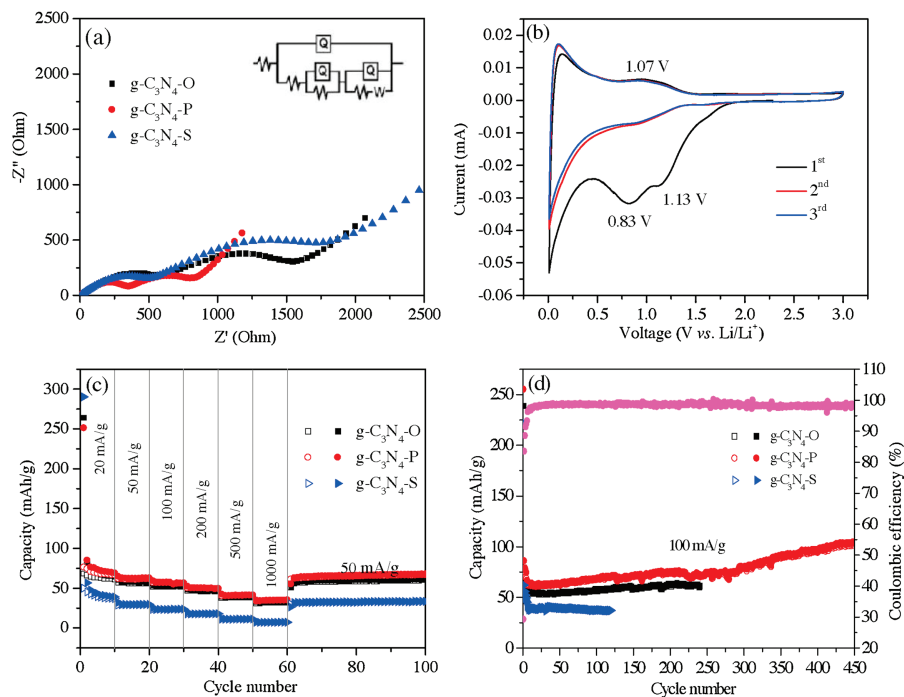 (a)
2500
2000
1500
1000
500
0
-Z'' (Ohm)
Q
Q
Q
W
g-C3N4-O
g-C3N4-P
g-C3N4-S
0
500
1000
1500
2000
2500
Z' (Ohm)
(b)
0.02
0.01
0.00
-0.01
-0.02
-0.03
-0.04
-0.05
-0.06
Current (mA)
1.07 V
1.13 V
0.83 V
1st
2nd
3rd
0.0
0.5
1.0
1.5
2.0
2.5
3.0
Voltage (V vs. Li/Li+)
(c)
300
250
200
150
100
50
0
Capacity (mAh/g)
20 mA/g
50 mA/g
100 mA/g
200 mA/g
500 mA/g
1000 mA/g
50 mA/g
g-C3N4-O
g-C3N4-P
g-C3N4-S
0
20
40
60
80
100
Cycle number
(d)
250
200
150
100
50
0
Capacity (mAh/g)
g-C3N4-O
g-C3N4-P
g-C3N4-S
100 mA/g
110
100
90
80
70
60
50
40
30
20
Coulombic efficiency (%)
0
75
150
225
300
375
450
Cycle number